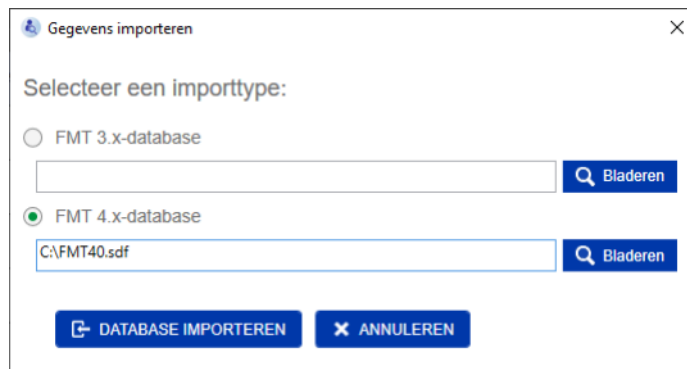 Gegevens importeren
Selecteer een importtype:
FMT 3.x-database
Bladeren
FMT 4.x-database
C:\FMT40.sdf
Bladeren
DATABASE IMPORTEREN
ANNULEREN